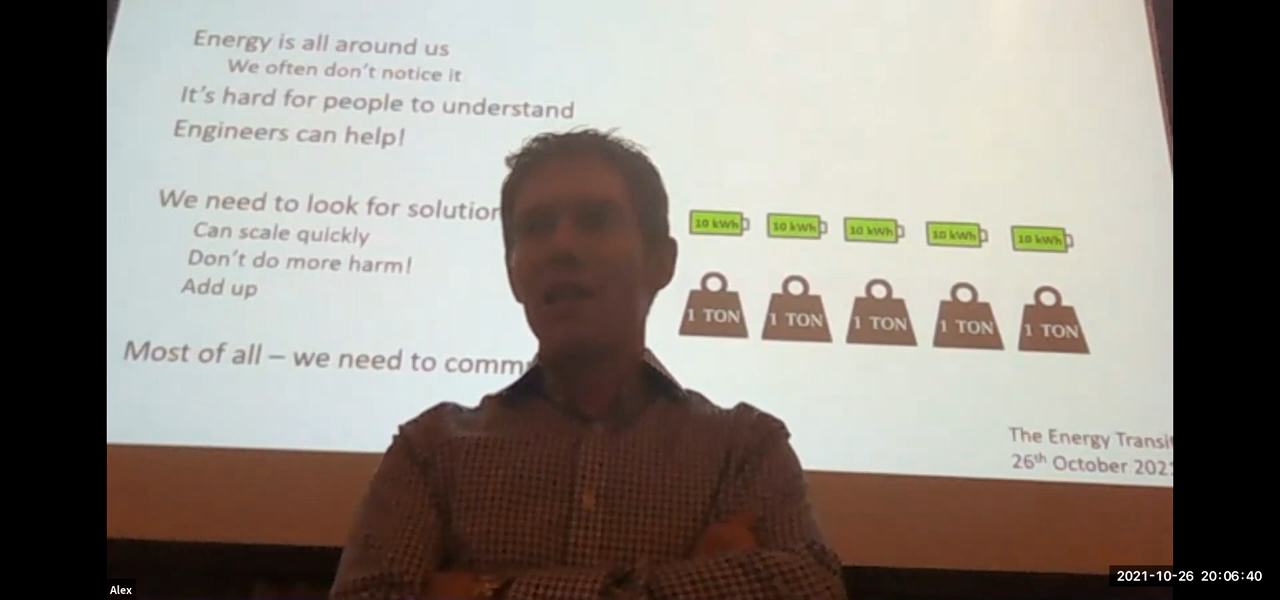 Energy is all around us
We often don't notice it
It's hard for people to understand
Engineers can help!
We need to look for solution
Can scale quickly
Don't do more harm!
Add up
Most of all – we need to comm
10 kWh 10 kWh 10 kWh 10 kWh 10 kWh
1 TON 1 TON 1 TON 1 TON 1 TON
The Energy Transi
26th October 202
Alex
2021-10-26 20:06:40